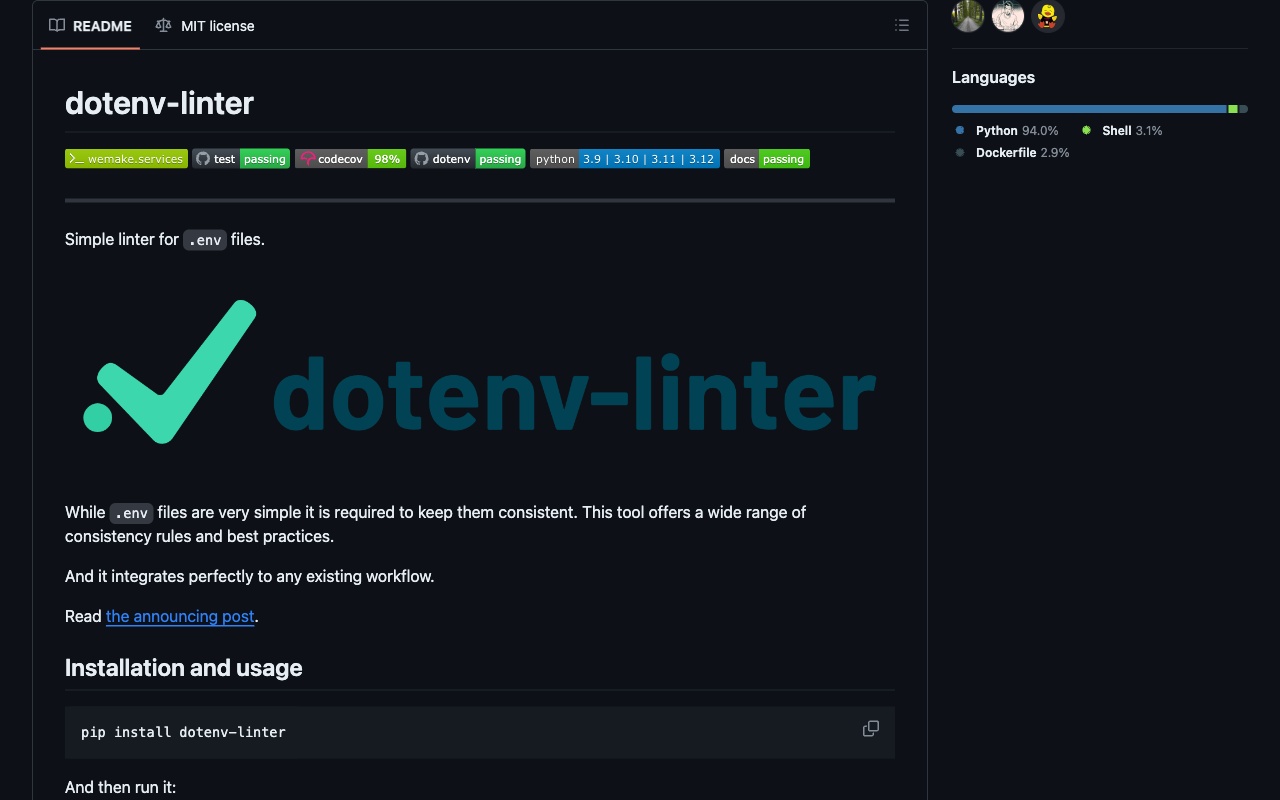 README
MIT license
dotenv-linter
wemake.services
test passing
codecov 98%
dotenv passing
python 3.9 | 3.10 | 3.11 | 3.12
docs passing
Simple linter for .env files.
dotenv-linter
While .env files are very simple it is required to keep them consistent. This tool offers a wide range of
consistency rules and best practices.
And it integrates perfectly to any existing workflow.
Read the announcing post.
Installation and usage
pip install dotenv-linter
And then run it:
Languages
Python 94.0%
Shell 3.1%
Dockerfile 2.9%